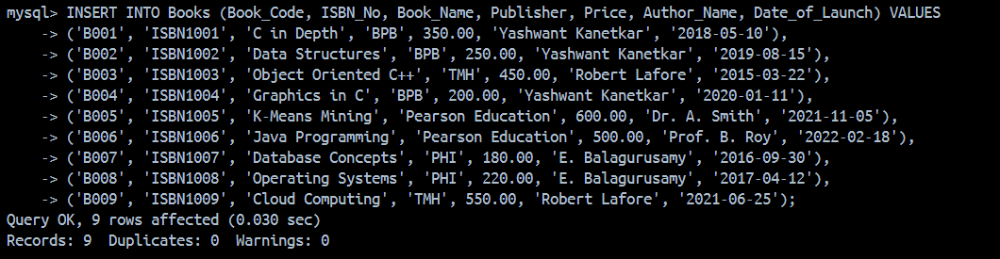 mysql> INSERT INTO Books (Book_Code, ISBN_No, Book_Name, Publisher, Price, Author_Name, Date_of_Launch) VALUES
    -> ('B001', 'ISBN1001', 'C in Depth', 'BPB', 350.00, 'Yashwant Kanetkar', '2018-05-10'),
    -> ('B002', 'ISBN1002', 'Data Structures', 'BPB', 250.00, 'Yashwant Kanetkar', '2019-08-15'),
    -> ('B003', 'ISBN1003', 'Object Oriented C++', 'TMH', 450.00, 'Robert Lafore', '2015-03-22'),
    -> ('B004', 'ISBN1004', 'Graphics in C', 'BPB', 200.00, 'Yashwant Kanetkar', '2020-01-11'),
    -> ('B005', 'ISBN1005', 'K-Means Mining', 'Pearson Education', 600.00, 'Dr. A. Smith', '2021-11-05'),
    -> ('B006', 'ISBN1006', 'Java Programming', 'Pearson Education', 500.00, 'Prof. B. Roy', '2022-02-18'),
    -> ('B007', 'ISBN1007', 'Database Concepts', 'PHI', 180.00, 'E. Balagurusamy', '2016-09-30'),
    -> ('B008', 'ISBN1008', 'Operating Systems', 'PHI', 220.00, 'E. Balagurusamy', '2017-04-12'),
    -> ('B009', 'ISBN1009', 'Cloud Computing', 'TMH', 550.00, 'Robert Lafore', '2021-06-25');
Query OK, 9 rows affected (0.030 sec)
Records: 9  Duplicates: 0  Warnings: 0